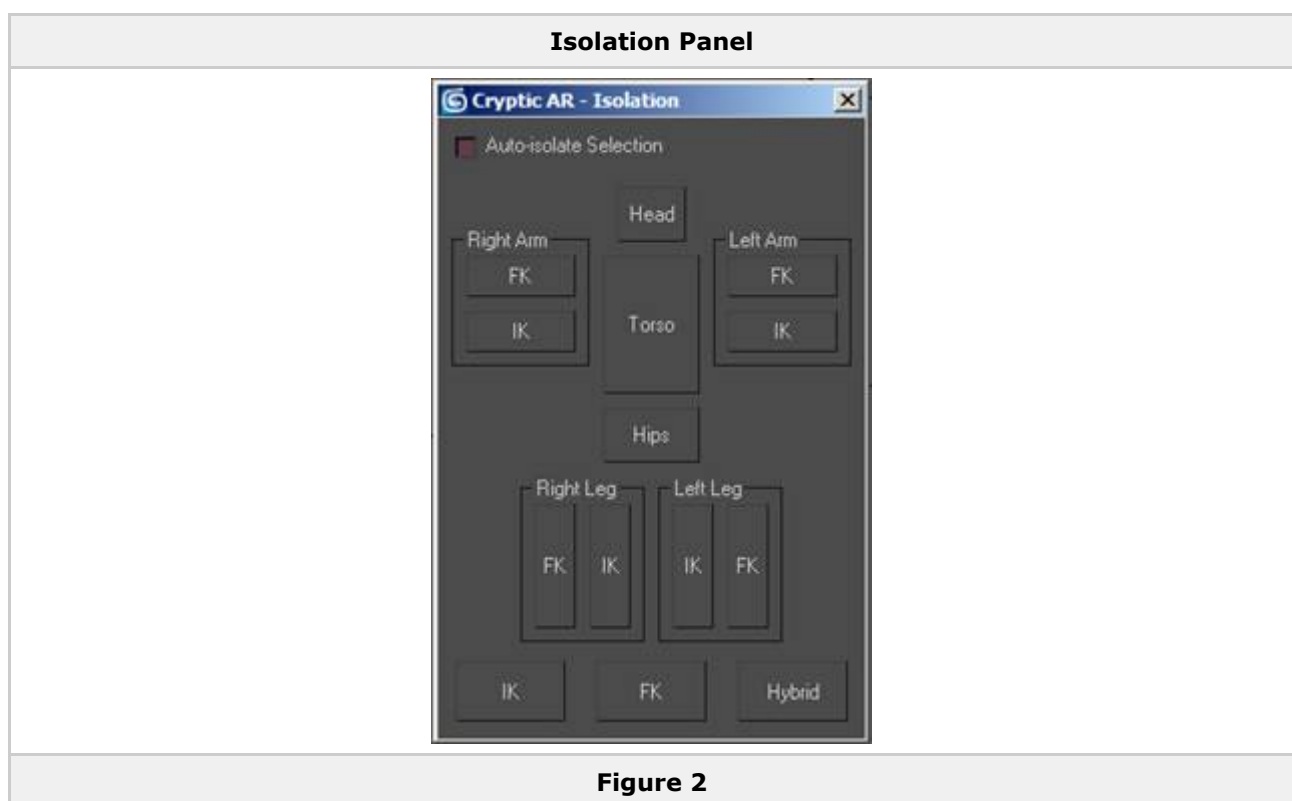 Isolation Panel
Cryptic AR - Isolation
Auto-isolate Selection
Head
Right Arm
Left Arm
FK
FK
Torso
IK
IK
Hips
Right Leg
Left Leg
FK IK
IK FK
IK FK Hybrid
Figure 2